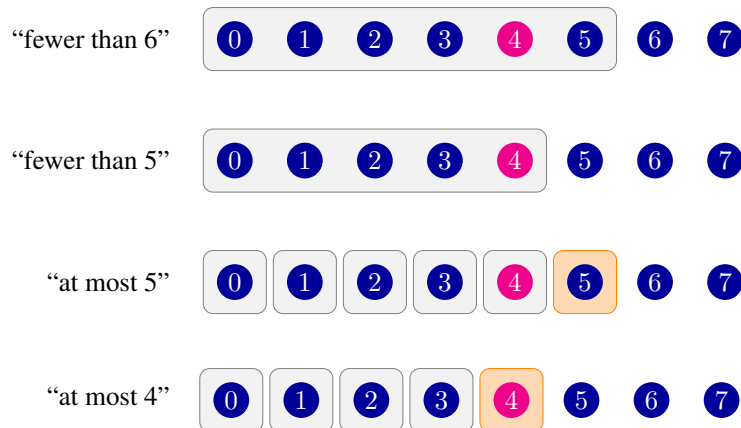 “fewer than 6” 0 1 2 3 4 5 6 7
“fewer than 5” 0 1 2 3 4 5 6 7
“at most 5” 0 1 2 3 4 5 6 7
“at most 4” 0 1 2 3 4 5 6 7